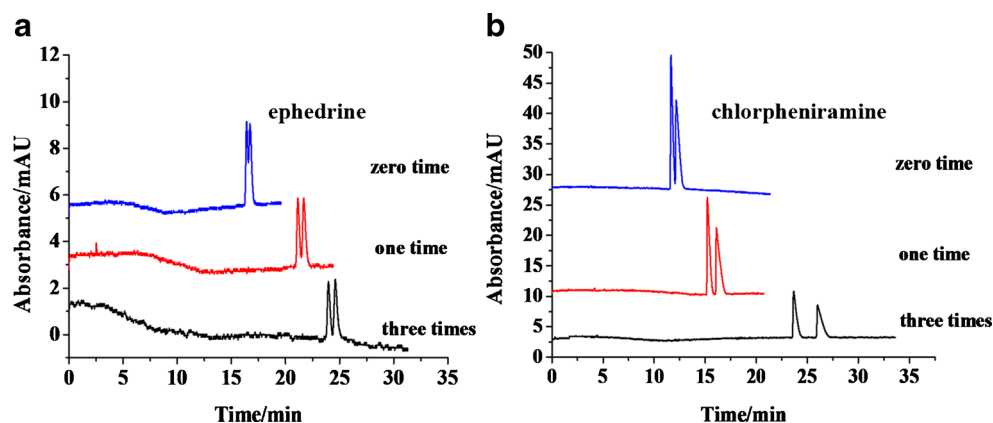 a
Absorbance/mAU
12
10
8
6
4
2
0
ephedrine
zero time
one time
three times
0 5 10 15 20 25 30 35
Time/min
b
Absorbance/mAU
50
45
40
35
30
25
20
15
10
5
0
chlorpheniramine
zero time
one time
three times
0 5 10 15 20 25 30 35
Time/min